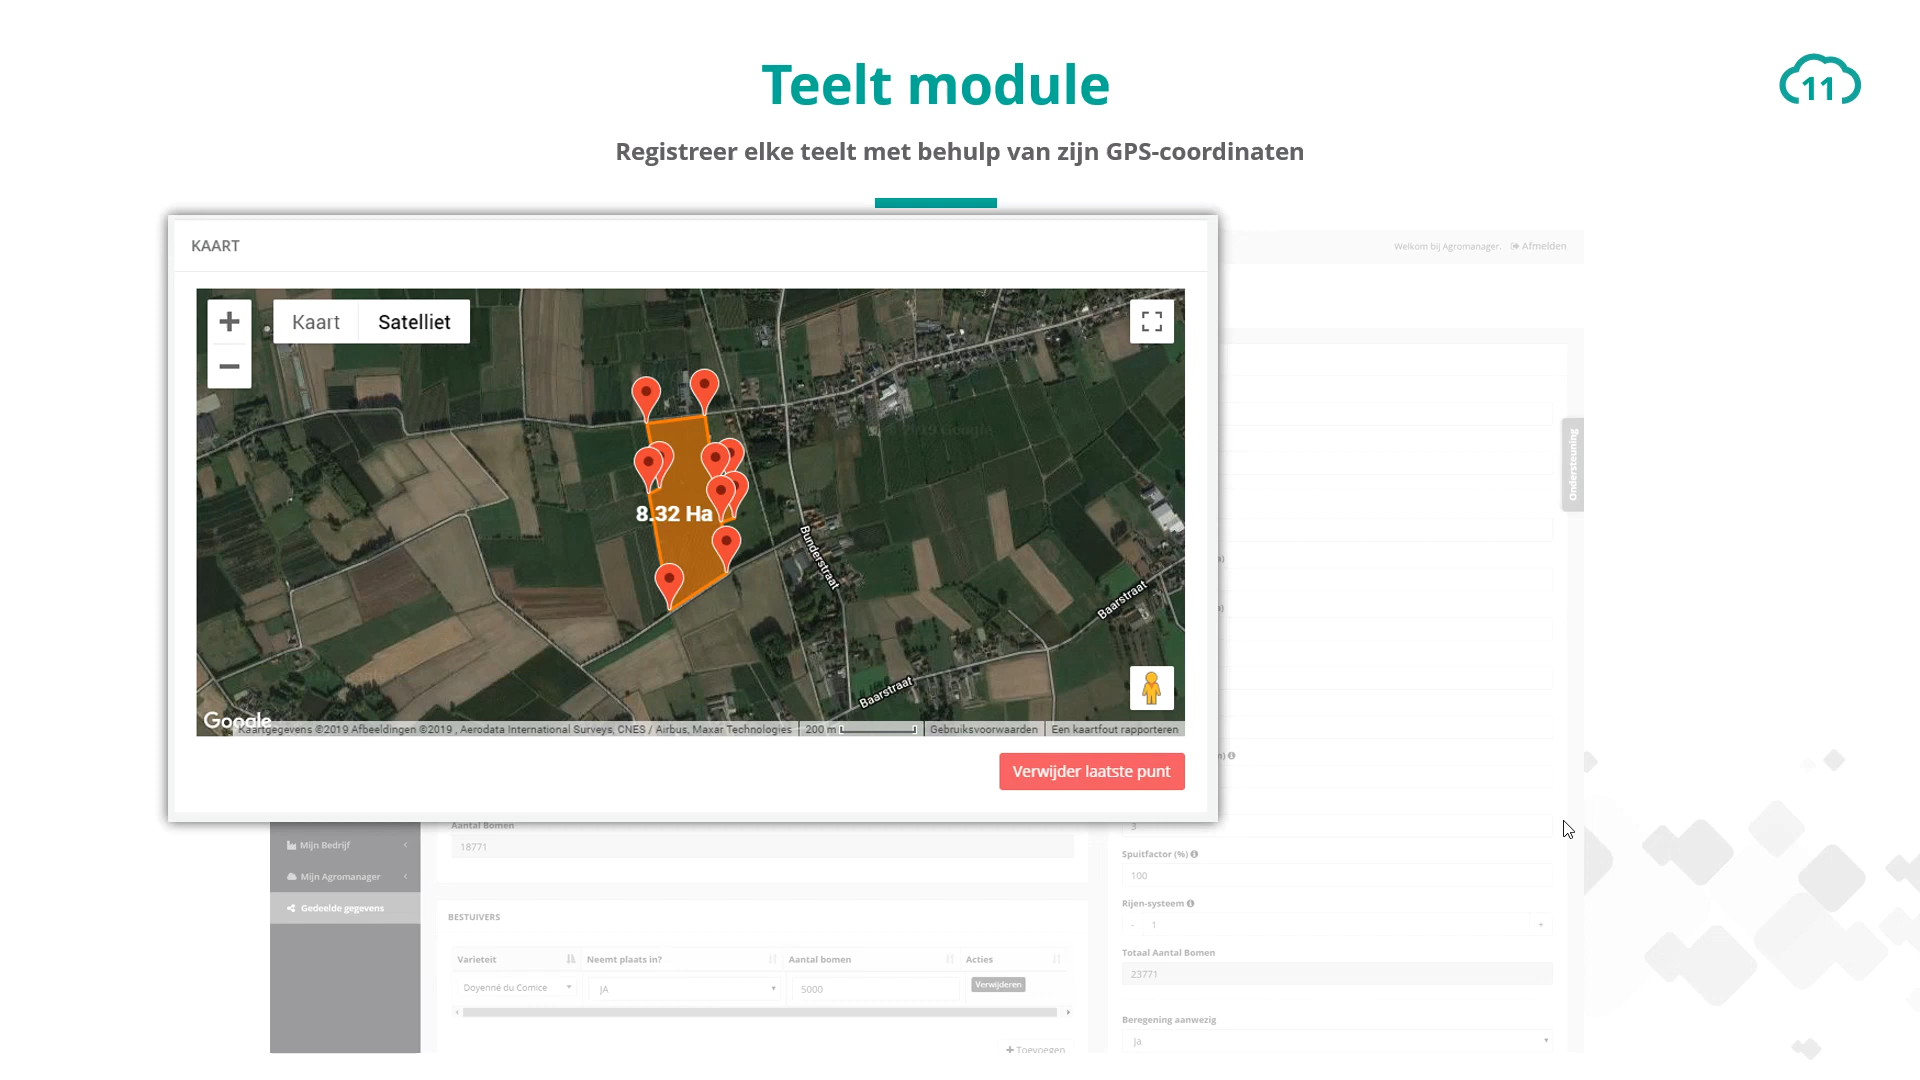 Teelt module
11
Registreer elke teelt met behulp van zijn GPS-coordinaten
Welkom bij Agromanager. Afmelden
KAART
Kaart
Satelliet
8.32 Ha
Bunderstraat
Baarstraat
Baarstraat
Google
Kaartgegevens ©2019 Afbeeldingen ©2019 , Aerodata International Surveys, CNES / Airbus, Maxar Technologies
200 m
Gebruiksvoorwaarden
Een kaartfout rapporteren
Verwijder laatste punt
Ondersteuning
Mijn Bedrijf
Mijn Agromanager
Gedeelde gegevens
Aantal Bomen
18771
BESTUIVERS
Varieteit
Neemt plaats in?
Aantal bomen
Acties
Doyenné du Comice
JA
5000
Verwijderen
+ Toevoegen
3
Spuitfactor (%)
100
Rijen-systeem
- 1 +
Totaal Aantal Bomen
23771
Beregening aanwezig
Ja